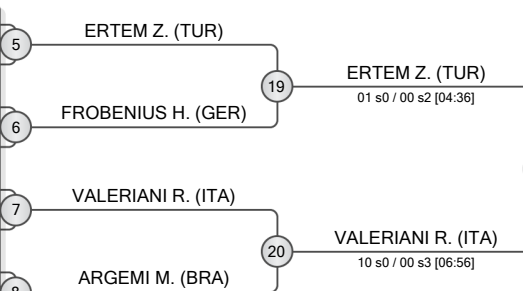 5
ERTEM Z. (TUR)
19
ERTEM Z. (TUR)
01 s0 / 00 s2 [04:36]
6
FROBENIUS H. (GER)
7
VALERIANI R. (ITA)
20
VALERIANI R. (ITA)
10 s0 / 00 s3 [06:56]
8
ARGEMI M. (BRA)